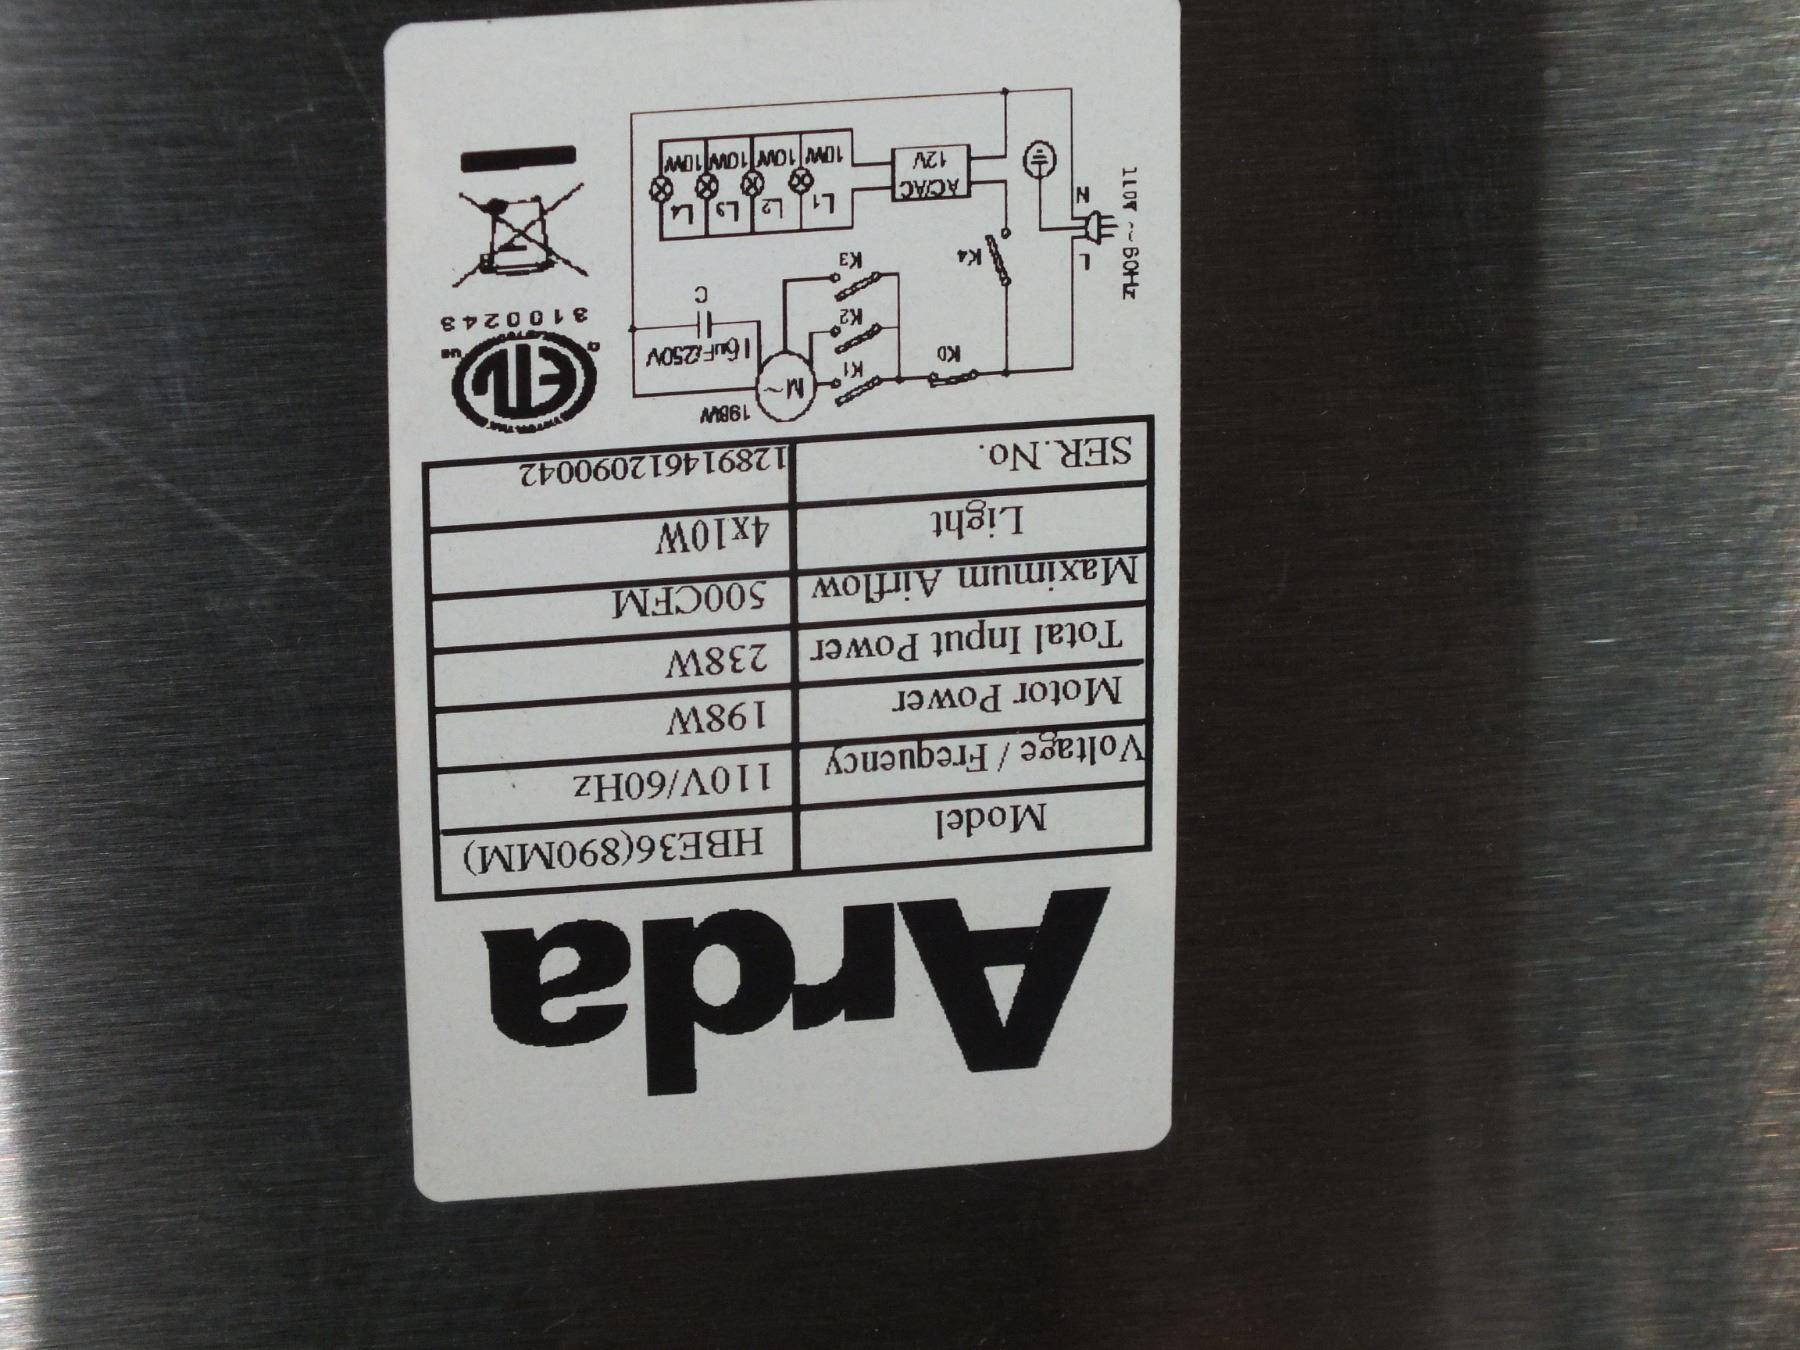 Arda
Model HBE36(890MM)
Voltage / Frequency 110V/60Hz
Motor Power 198W
Total Input Power 238W
Maximum Airflow 500CFM
Light 4x10W
SER.No. 128914612090042
198W
M~
K1
K0
16uF/250V
C
K2
K3
K4
L
N
110V ~ 60Hz
AC/AC
12V
L1 L2 L3 L4
10W 10W 10W 10W
C US
ETL
3100243